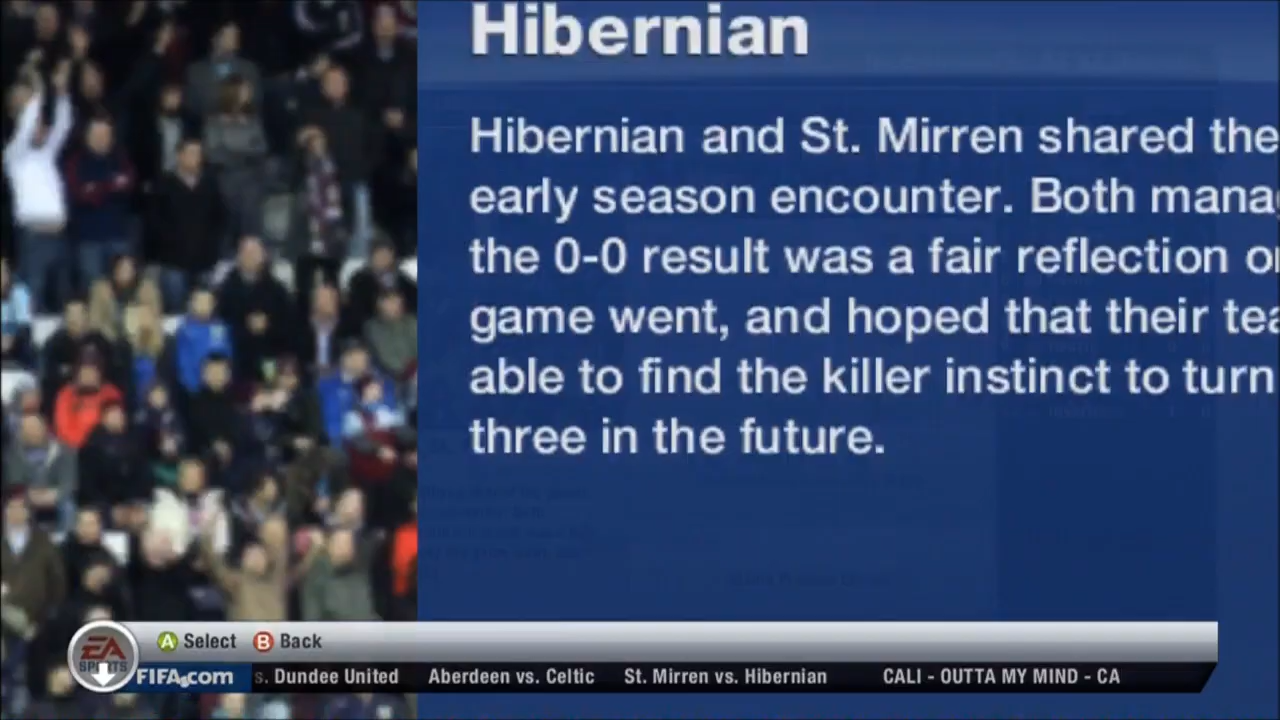 Hibernian
Hibernian and St. Mirren shared the
early season encounter. Both mana
the 0-0 result was a fair reflection o
game went, and hoped that their tea
able to find the killer instinct to turn
three in the future.
A Select B Back
EA SPORTS
FIFA.com s. Dundee United Aberdeen vs. Celtic St. Mirren vs. Hibernian CALI - OUTTA MY MIND - CA